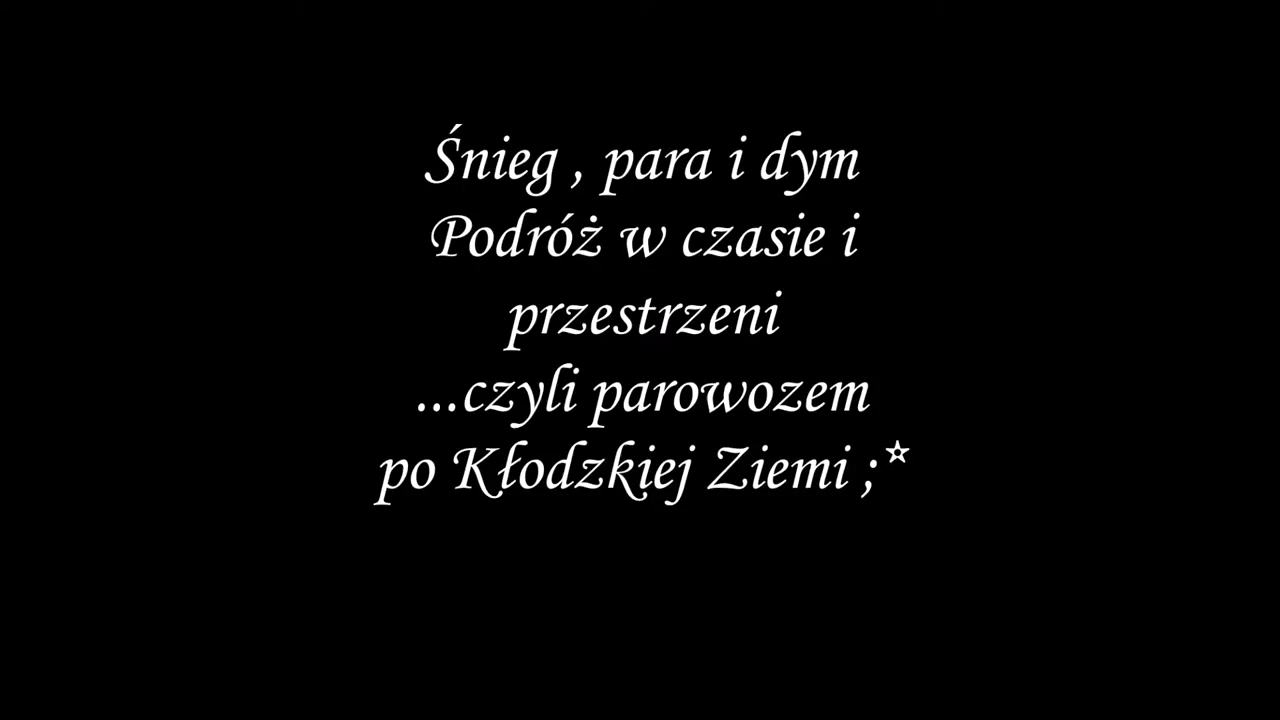 Śnieg , para i dym
Podróż w czasie i
przestrzeni
...czyli parowozem
po Kłodzkiej Ziemi ;*